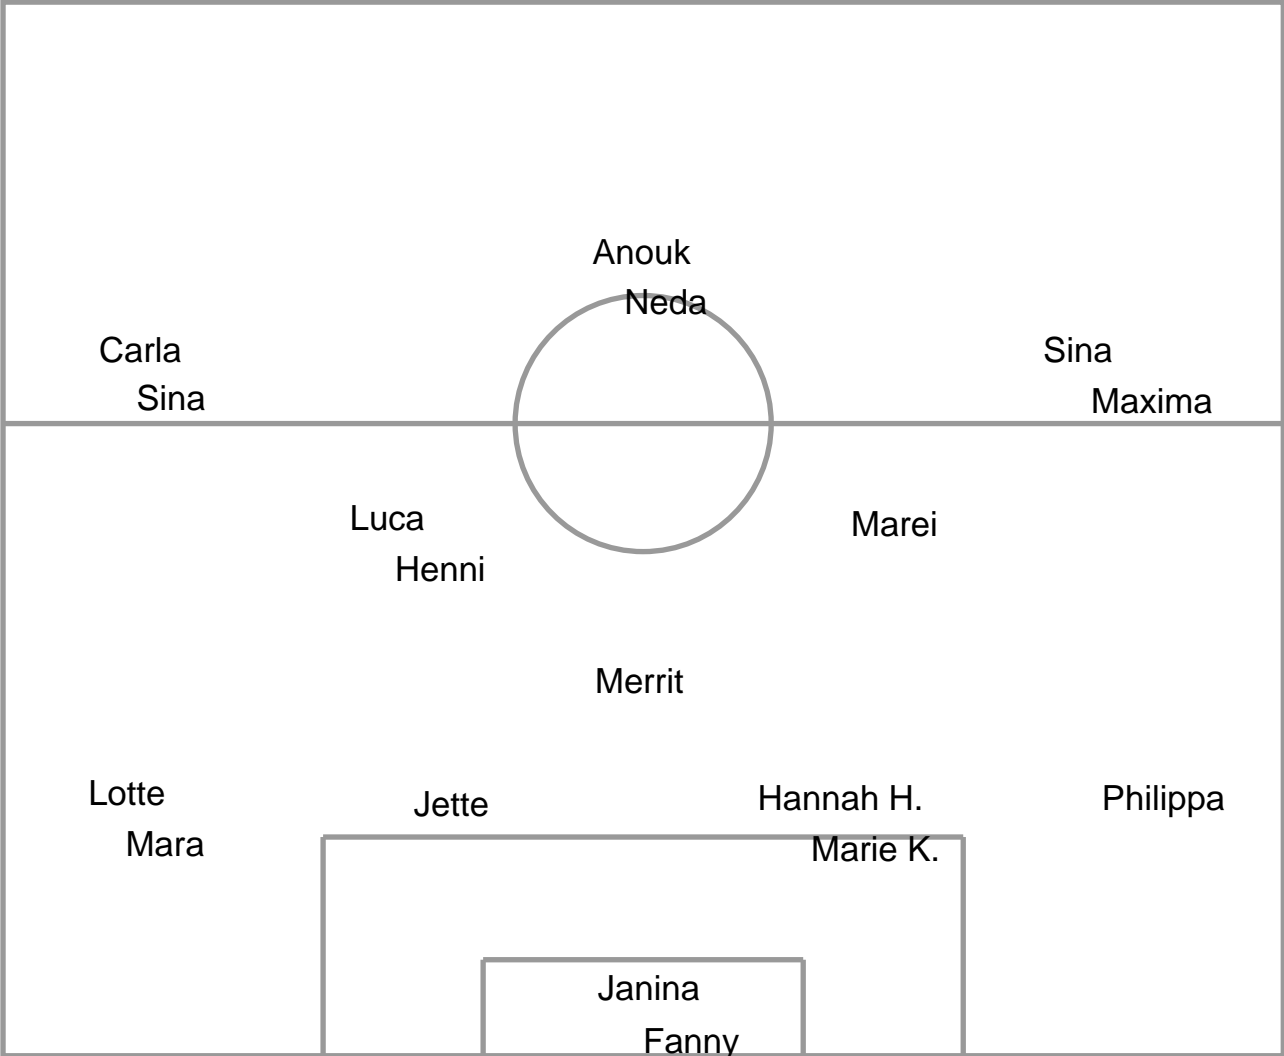 Anouk
Neda
Carla
Sina
Sina
Maxima
Luca
Henni
Marei
Merrit
Lotte
Mara
Jette
Hannah H.
Marie K.
Philippa
Janina
Fanny